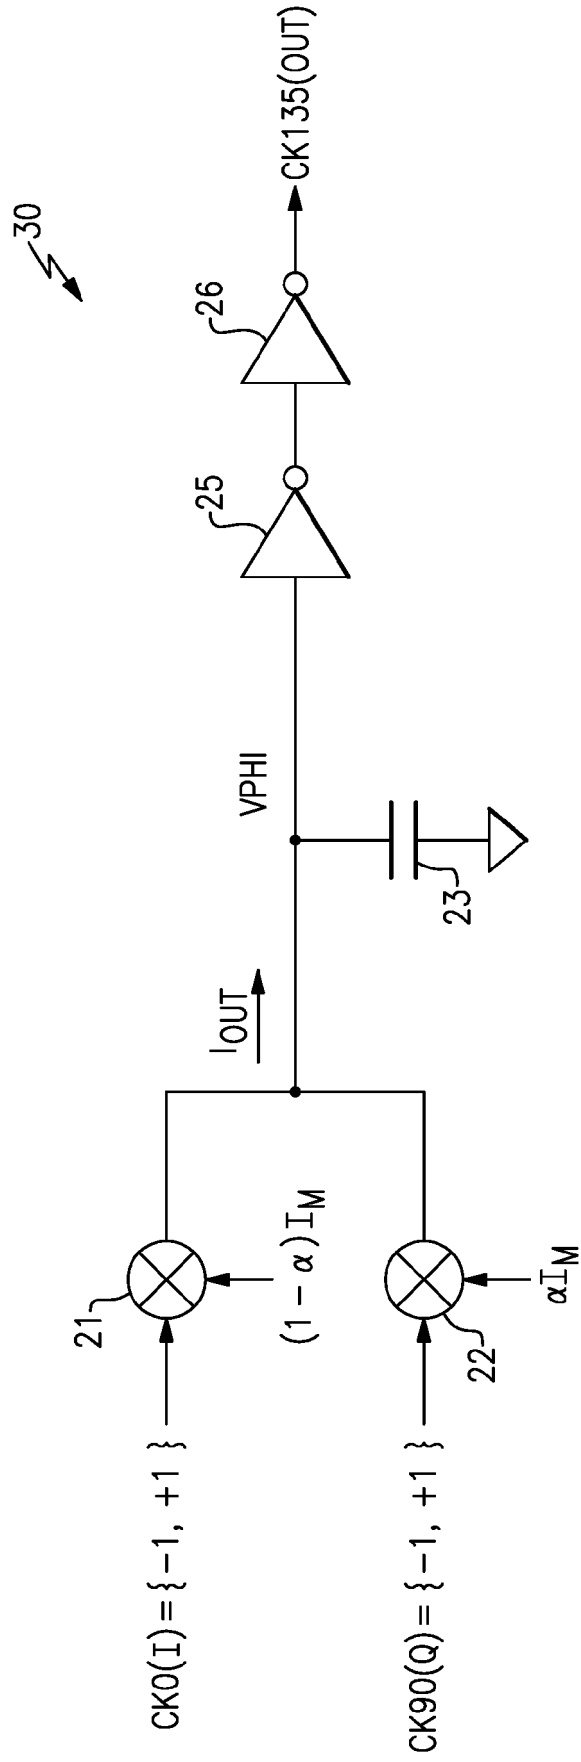 30
CK0(I)={-1, +1 }
21
(1 - α)I_M
I_OUT
VPHI
23
25
26
CK135(OUT)
CK90(Q)={-1, +1 }
22
αI_M